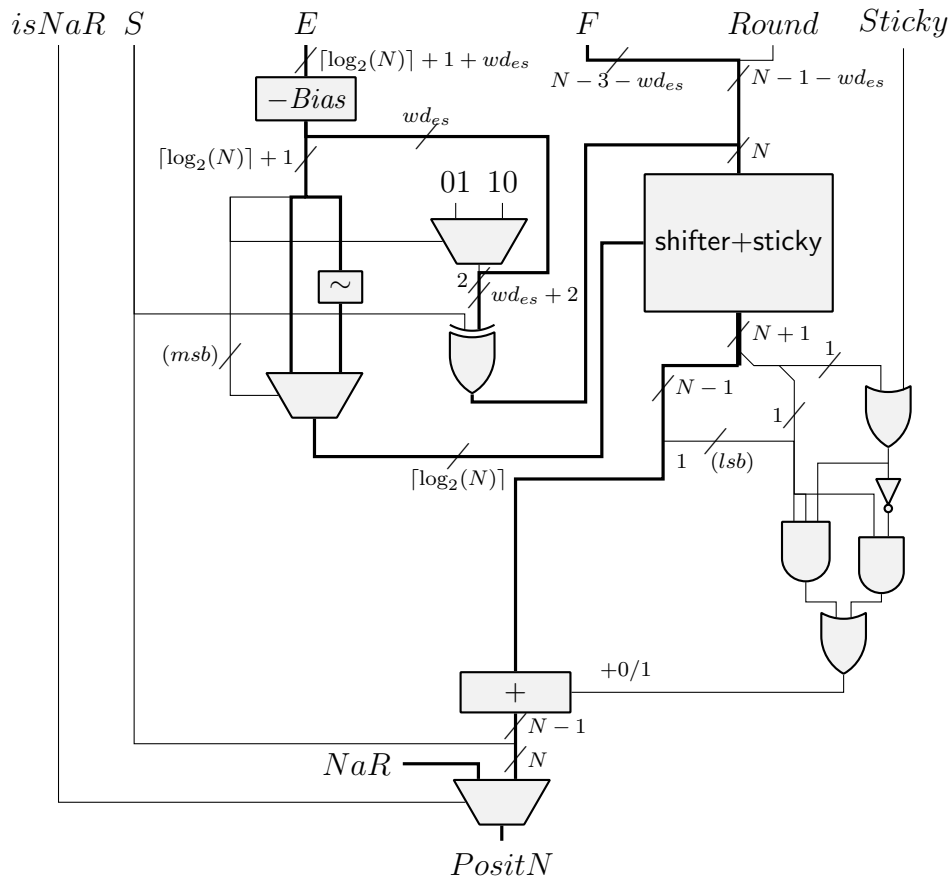 isNaR S E F Round Sticky
⌈log₂(N)⌉ + 1 + wd_es
N − 3 − wd_es
N − 1 − wd_es
−Bias
wd_es
⌈log₂(N)⌉ + 1
N
01 10
shifter+sticky
2
∼
wd_es + 2
N + 1
(msb)
1
N − 1
1
1 (lsb)
⌈log₂(N)⌉
+0/1
+
N − 1
NaR
N
PositN